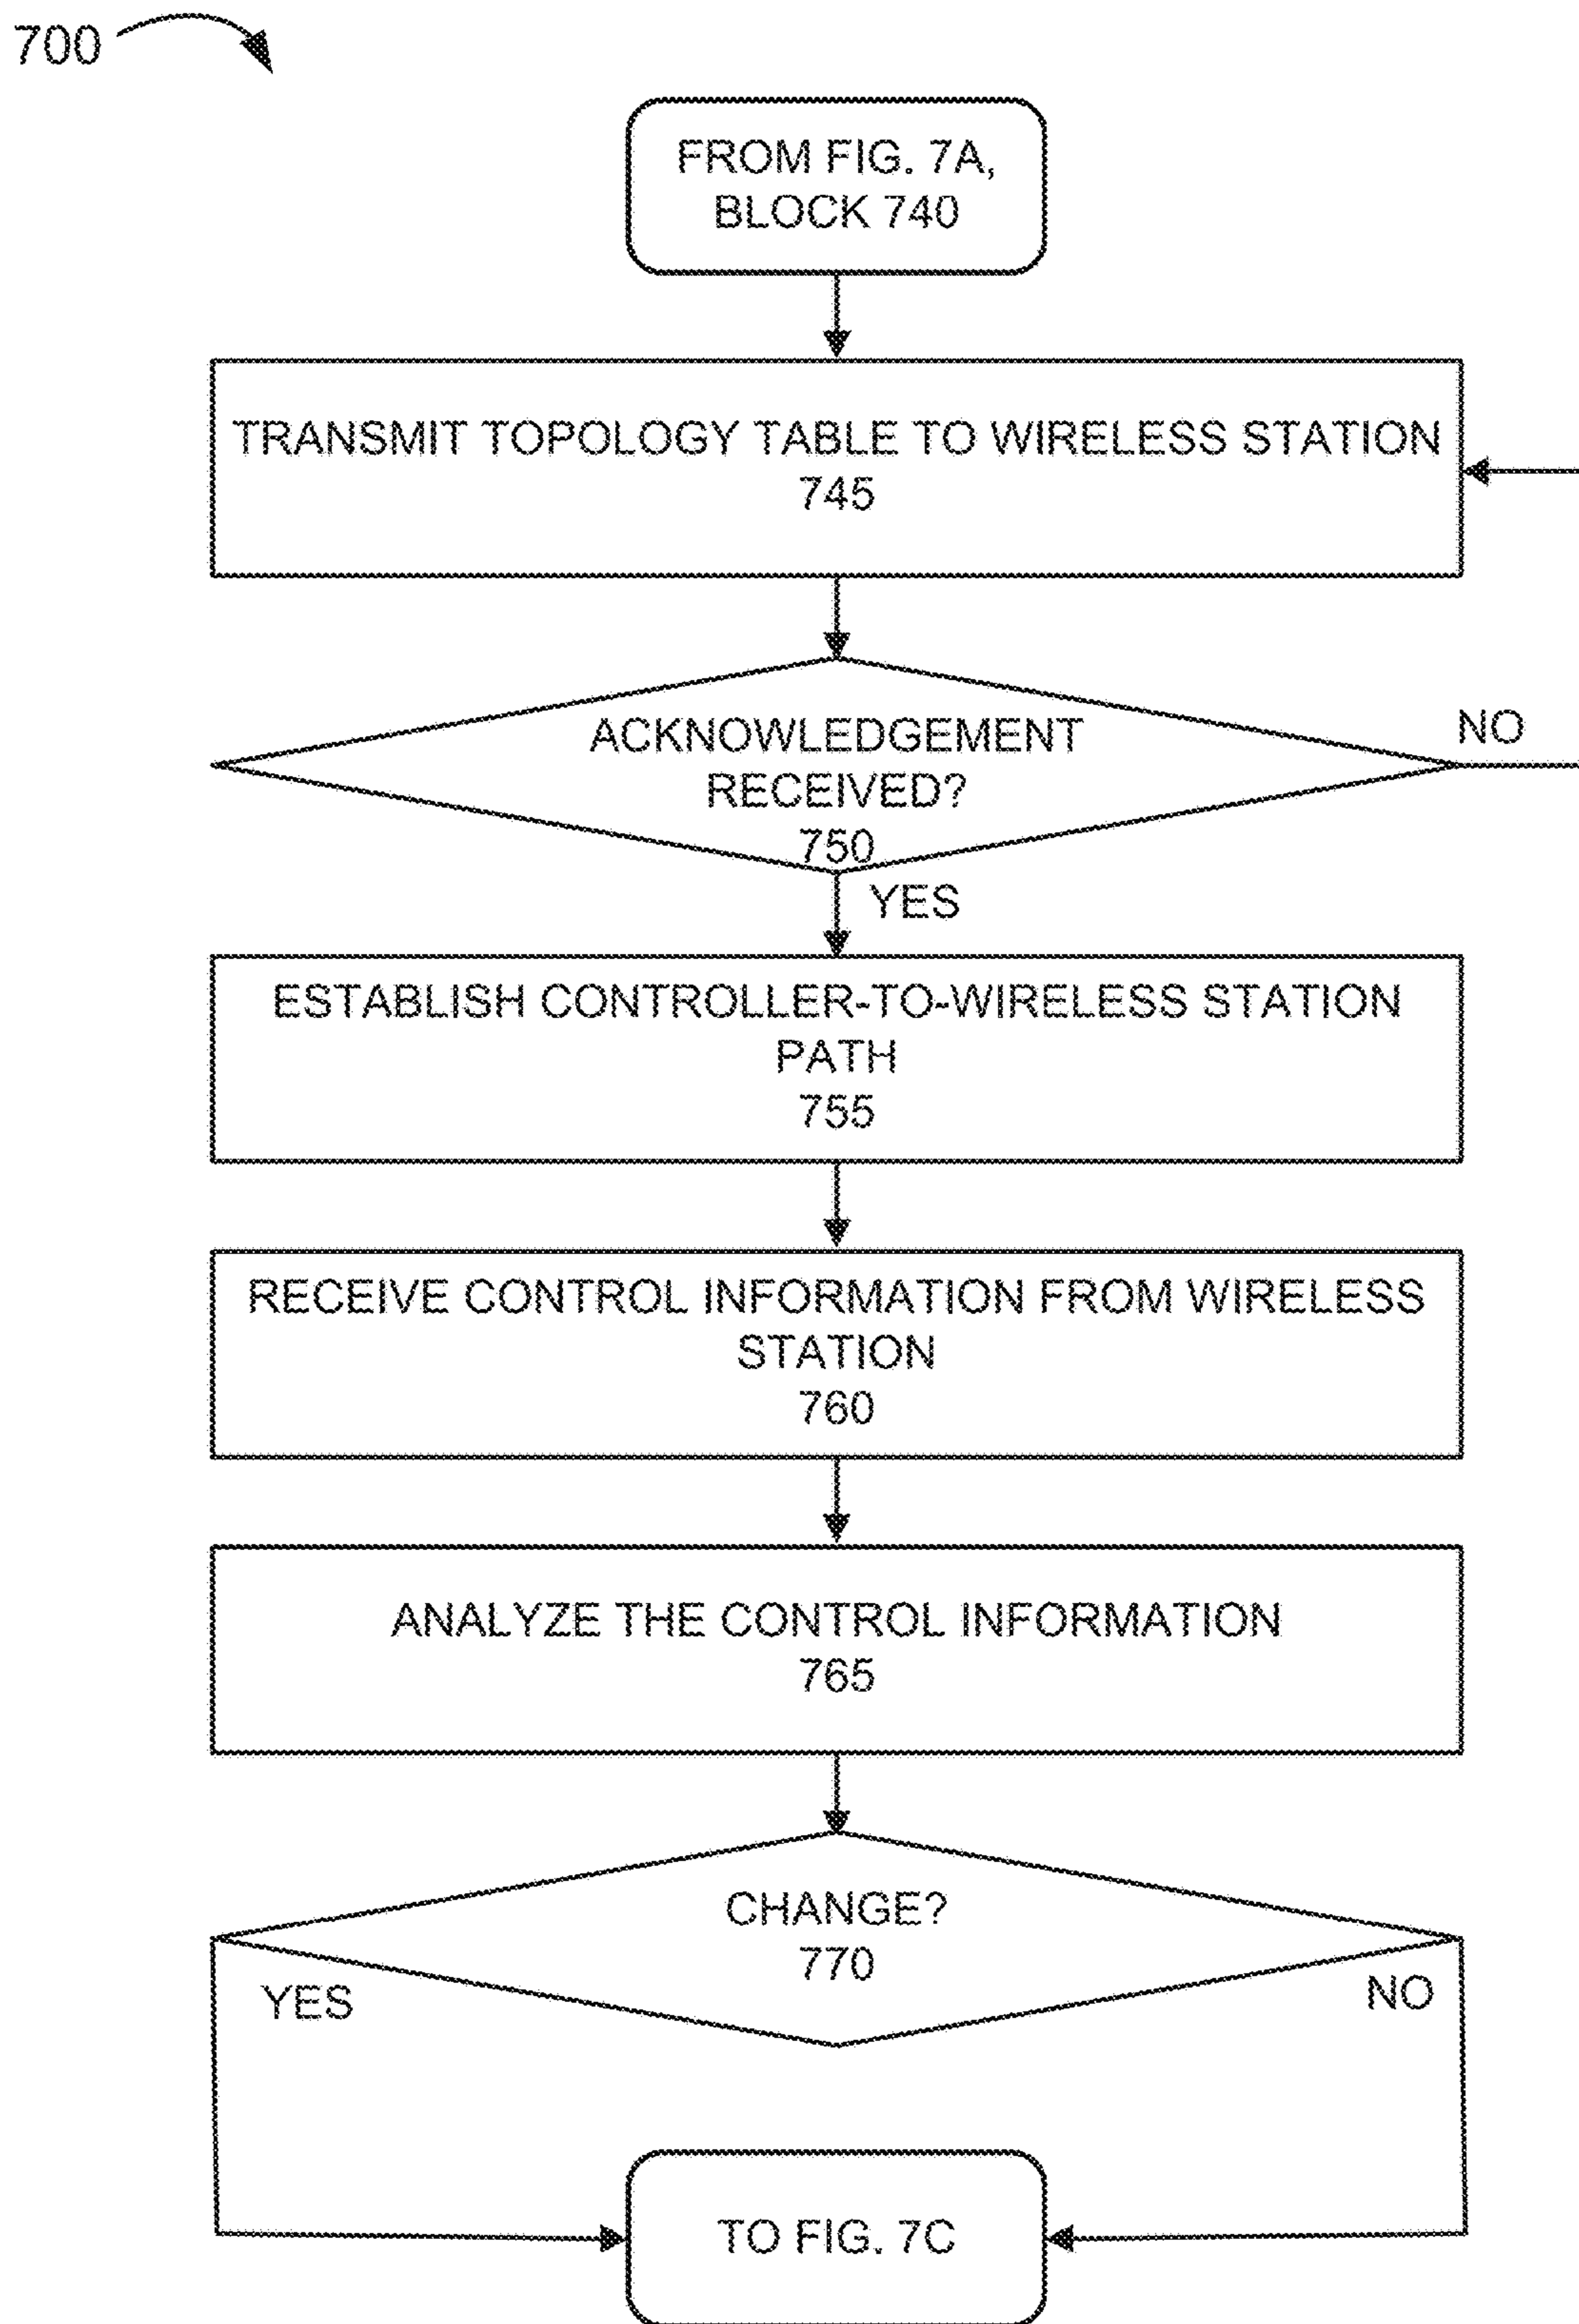 700
FROM FIG. 7A,
BLOCK 740
TRANSMIT TOPOLOGY TABLE TO WIRELESS STATION
745
ACKNOWLEDGEMENT
RECEIVED?
750
NO
YES
ESTABLISH CONTROLLER-TO-WIRELESS STATION
PATH
755
RECEIVE CONTROL INFORMATION FROM WIRELESS
STATION
760
ANALYZE THE CONTROL INFORMATION
765
CHANGE?
770
YES
NO
TO FIG. 7C